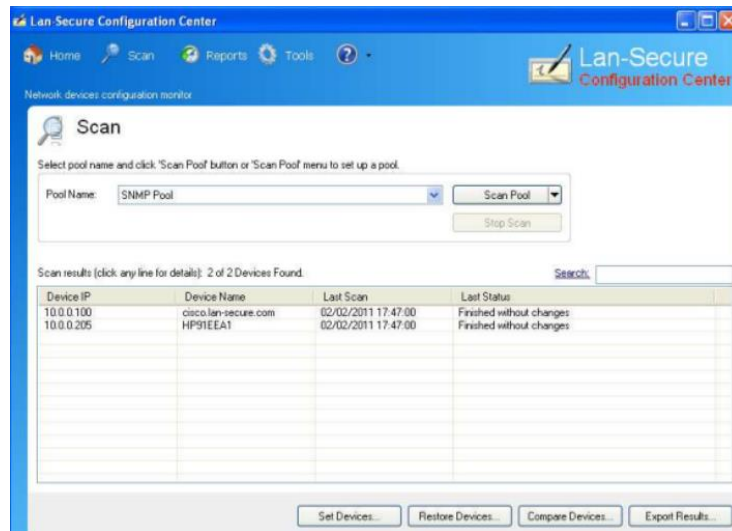 Lan-Secure Configuration Center
Home Scan Reports Tools ?
Lan-Secure
Configuration Center
Network devices configuration monitor
Scan
Select pool name and click 'Scan Pool' button or 'Scan Pool' menu to set up a pool.
Pool Name: SNMP Pool Scan Pool
Stop Scan
Scan results (click any line for details): 2 of 2 Devices Found. Search:
Device IP Device Name Last Scan Last Status
10.0.0.100 cisco.lan-secure.com 02/02/2011 17:47:00 Finished without changes
10.0.0.205 HP91EEA1 02/02/2011 17:47:00 Finished without changes
Set Devices... Restore Devices... Compare Devices... Export Results...